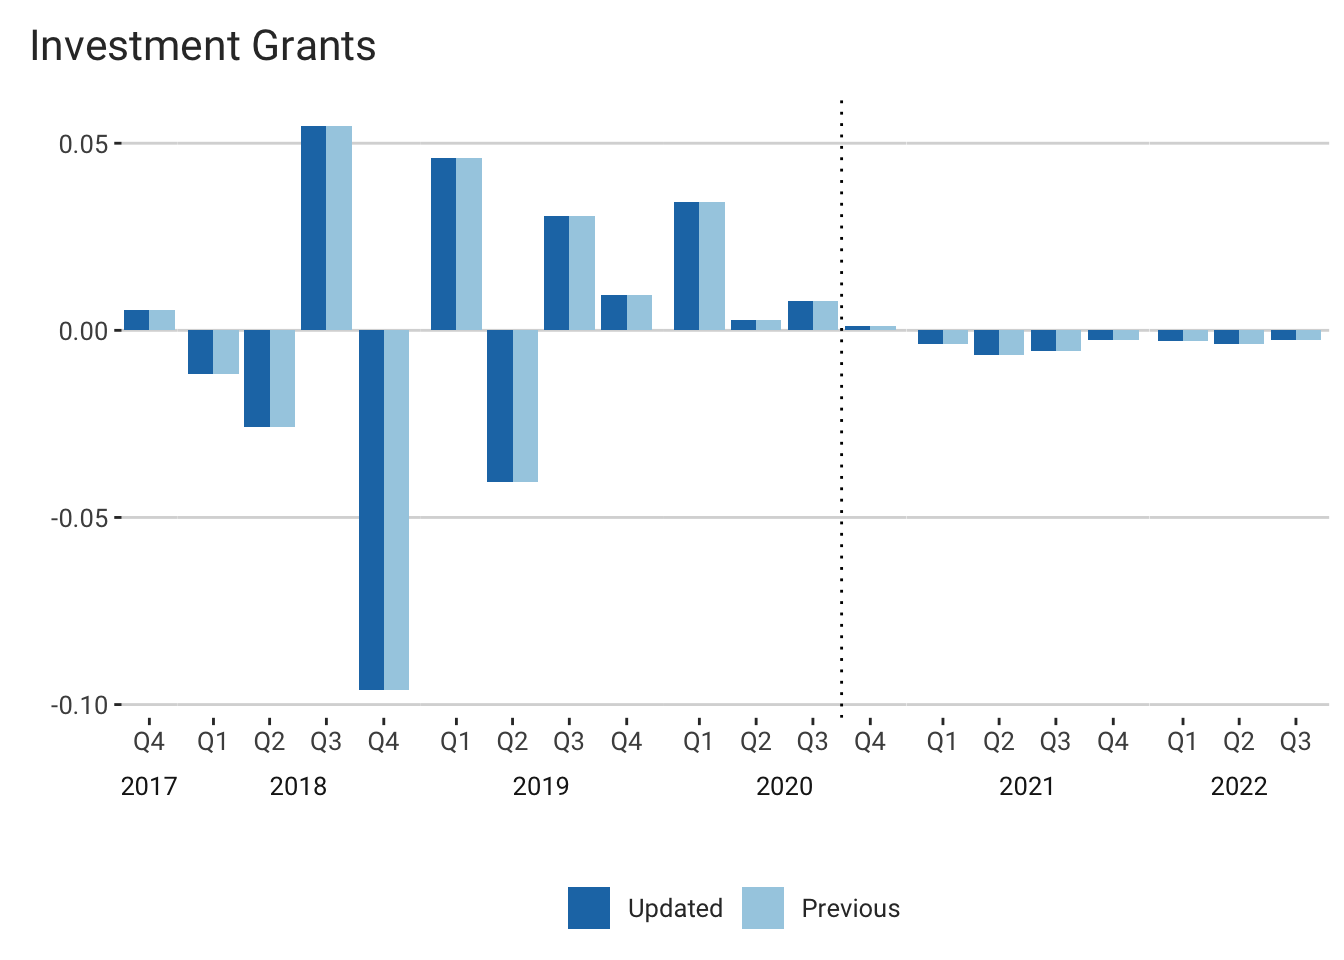 Investment Grants
0.05
0.00
-0.05
-0.10
Q4 Q1 Q2 Q3 Q4 Q1 Q2 Q3 Q4 Q1 Q2 Q3 Q4 Q1 Q2 Q3 Q4 Q1 Q2 Q3
2017 2018 2019 2020 2021 2022
Updated Previous